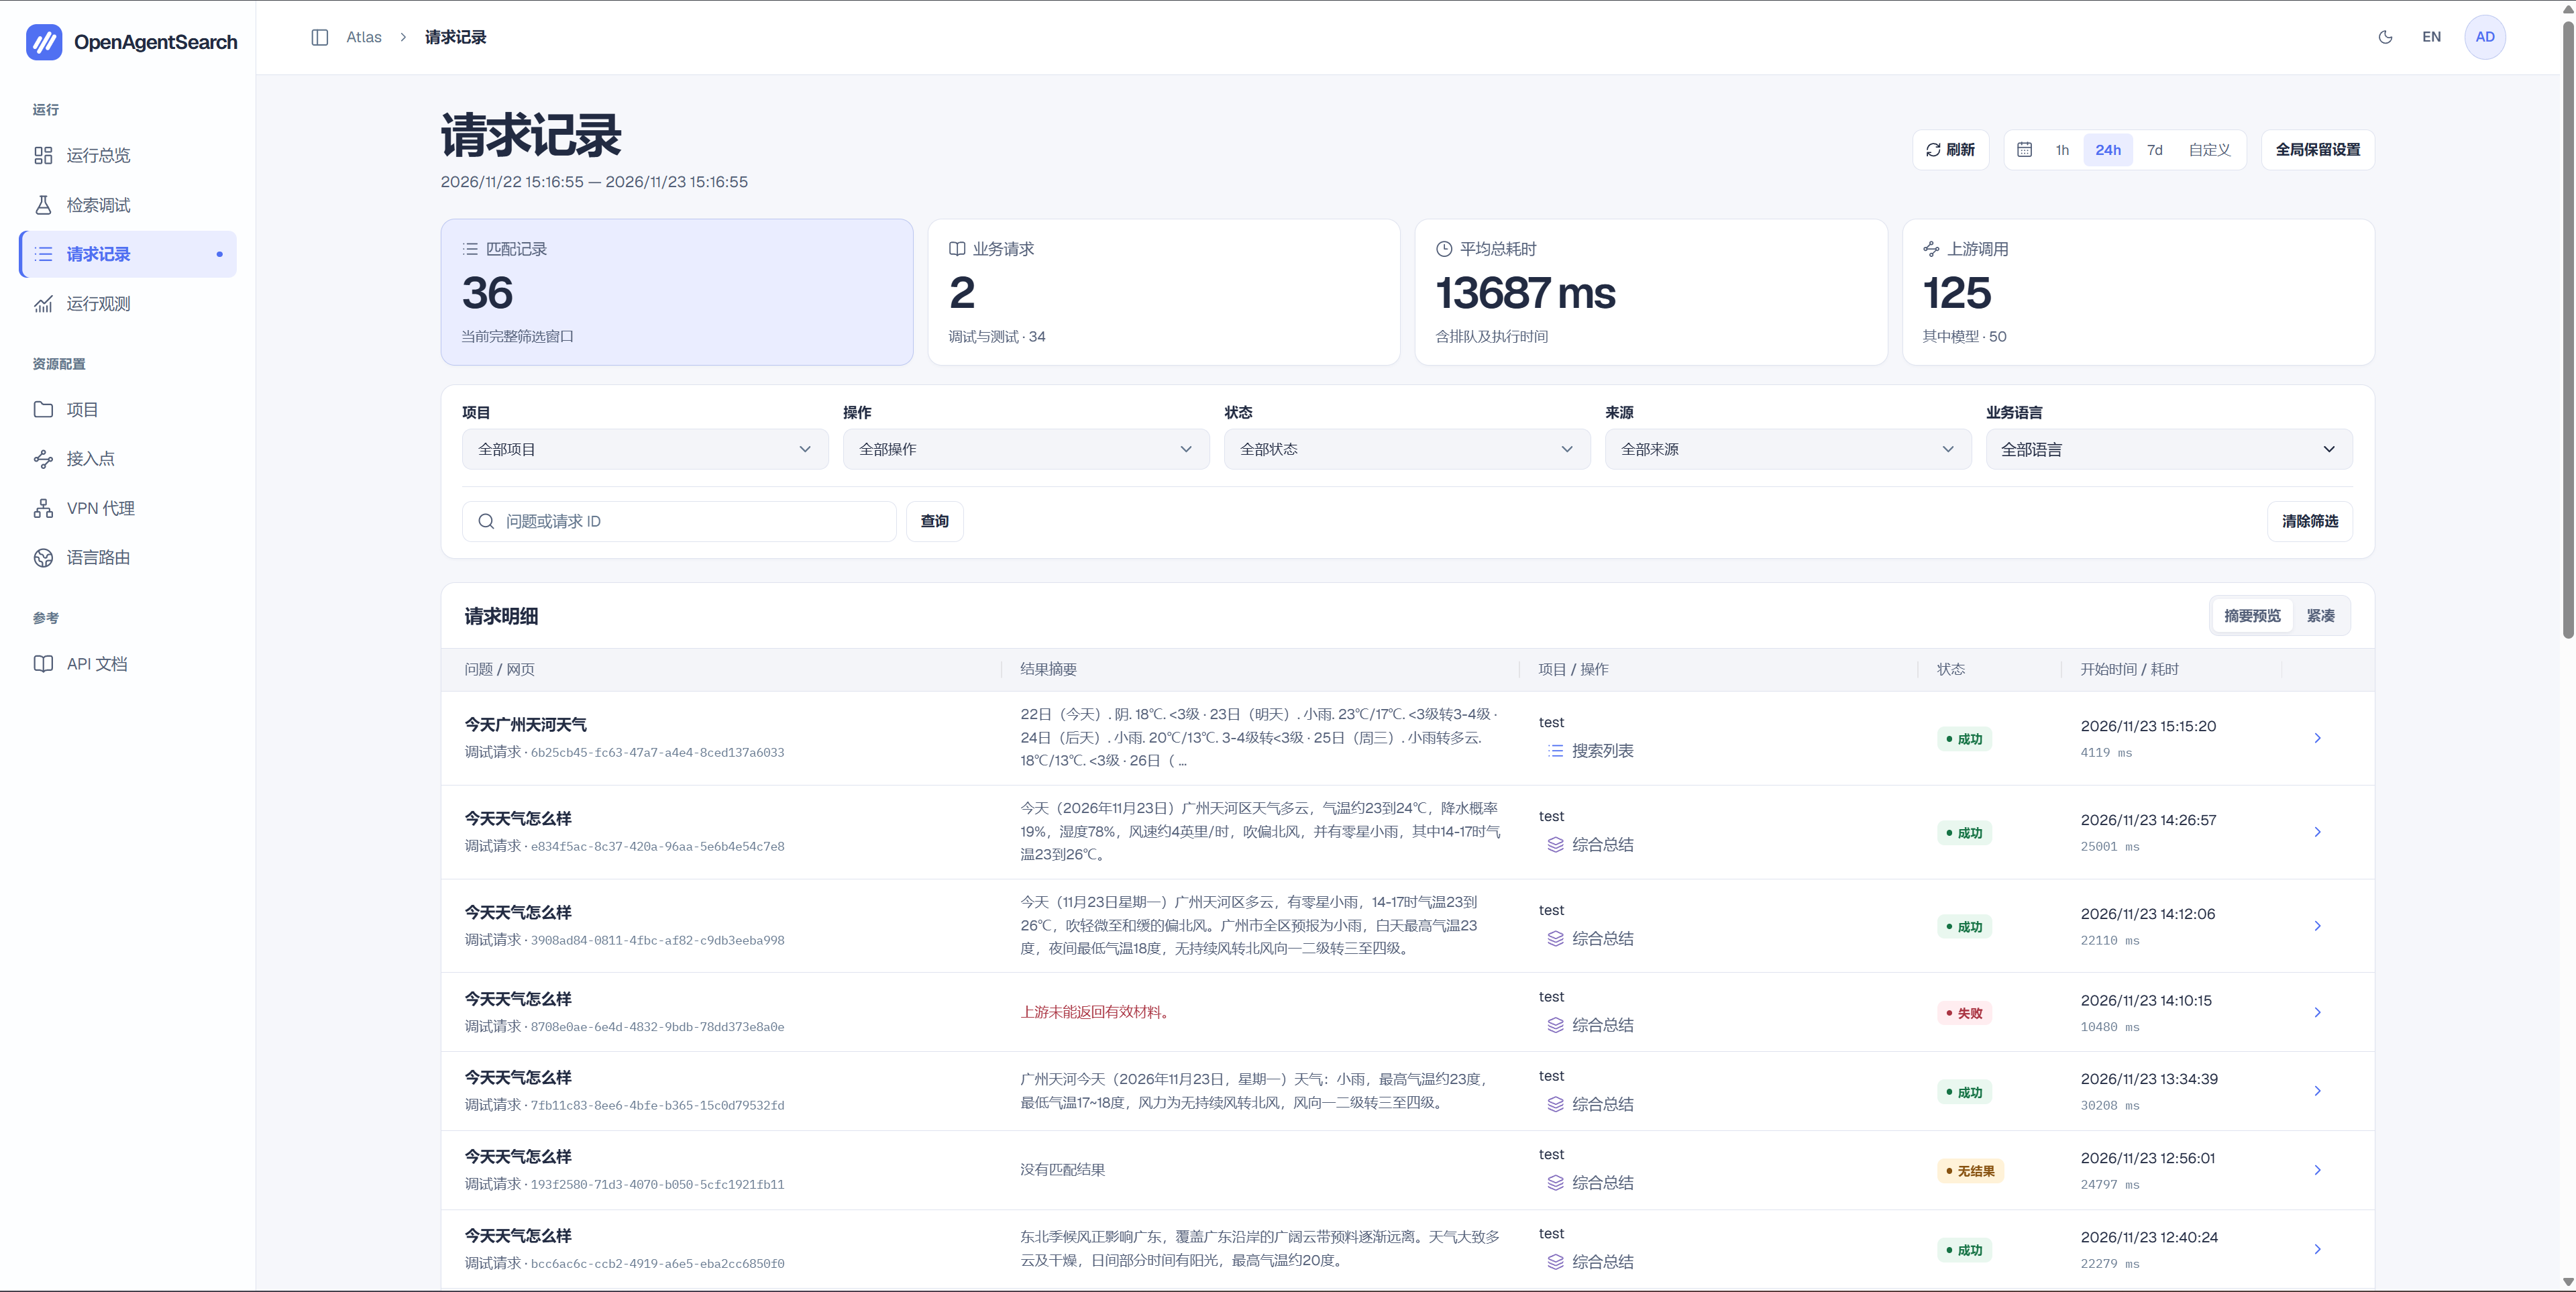 OpenAgentSearch
运行
运行总览
检索调试
请求记录
运行观测
资源配置
项目
接入点
VPN 代理
语言路由
参考
API 文档
Atlas > 请求记录
EN
AD
请求记录
2026/11/22 15:16:55 — 2026/11/23 15:16:55
刷新
1h 24h 7d 自定义
全局保留设置
匹配记录
36
当前完整筛选窗口
业务请求
2
调试与测试 · 34
平均总耗时
13687 ms
含排队及执行时间
上游调用
125
其中模型 · 50
项目
全部项目
操作
全部操作
状态
全部状态
来源
全部来源
业务语言
全部语言
问题或请求 ID
查询
清除筛选
请求明细
摘要预览 紧凑
问题 / 网页 结果摘要 项目 / 操作 状态 开始时间 / 耗时
今天广州天河天气
调试请求 · 6b25cb45-fc63-47a7-a4e4-8ced137a6033
22日（今天）. 阴. 18℃. <3级 · 23日（明天）. 小雨. 23℃/17℃. <3级转3-4级 ·
24日（后天）. 小雨. 20℃/13℃. 3-4级转<3级 · 25日（周三）. 小雨转多云.
18℃/13℃. <3级 · 26日（ ...
test
搜索列表
成功
2026/11/23 15:15:20
4119 ms
今天天气怎么样
调试请求 · e834f5ac-8c37-420a-96aa-5e6b4e54c7e8
今天（2026年11月23日）广州天河区天气多云，气温约23到24℃，降水概率
19%，湿度78%，风速约4英里/时，吹偏北风，并有零星小雨，其中14-17时气
温23到26℃。
test
综合总结
成功
2026/11/23 14:26:57
25001 ms
今天天气怎么样
调试请求 · 3908ad84-0811-4fbc-af82-c9db3eeba998
今天（11月23日星期一）广州天河区多云，有零星小雨，14-17时气温23到
26℃，吹轻微至和缓的偏北风。广州市全区预报为小雨，白天最高气温23
度，夜间最低气温18度，无持续风转北风向一二级转三至四级。
test
综合总结
成功
2026/11/23 14:12:06
22110 ms
今天天气怎么样
调试请求 · 8708e0ae-6e4d-4832-9bdb-78dd373e8a0e
上游未能返回有效材料。
test
综合总结
失败
2026/11/23 14:10:15
10480 ms
今天天气怎么样
调试请求 · 7fb11c83-8ee6-4bfe-b365-15c0d79532fd
广州天河今天（2026年11月23日，星期一）天气：小雨，最高气温约23度，
最低气温17~18度，风力为无持续风转北风，风向一二级转三至四级。
test
综合总结
成功
2026/11/23 13:34:39
30208 ms
今天天气怎么样
调试请求 · 193f2580-71d3-4070-b050-5cfc1921fb11
没有匹配结果
test
综合总结
无结果
2026/11/23 12:56:01
24797 ms
今天天气怎么样
调试请求 · bcc6ac6c-ccb2-4919-a6e5-eba2cc6850f0
东北季候风正影响广东，覆盖广东沿岸的广阔云带预料逐渐远离。天气大致多
云及干燥，日间部分时间有阳光，最高气温约20度。
test
综合总结
成功
2026/11/23 12:40:24
22279 ms